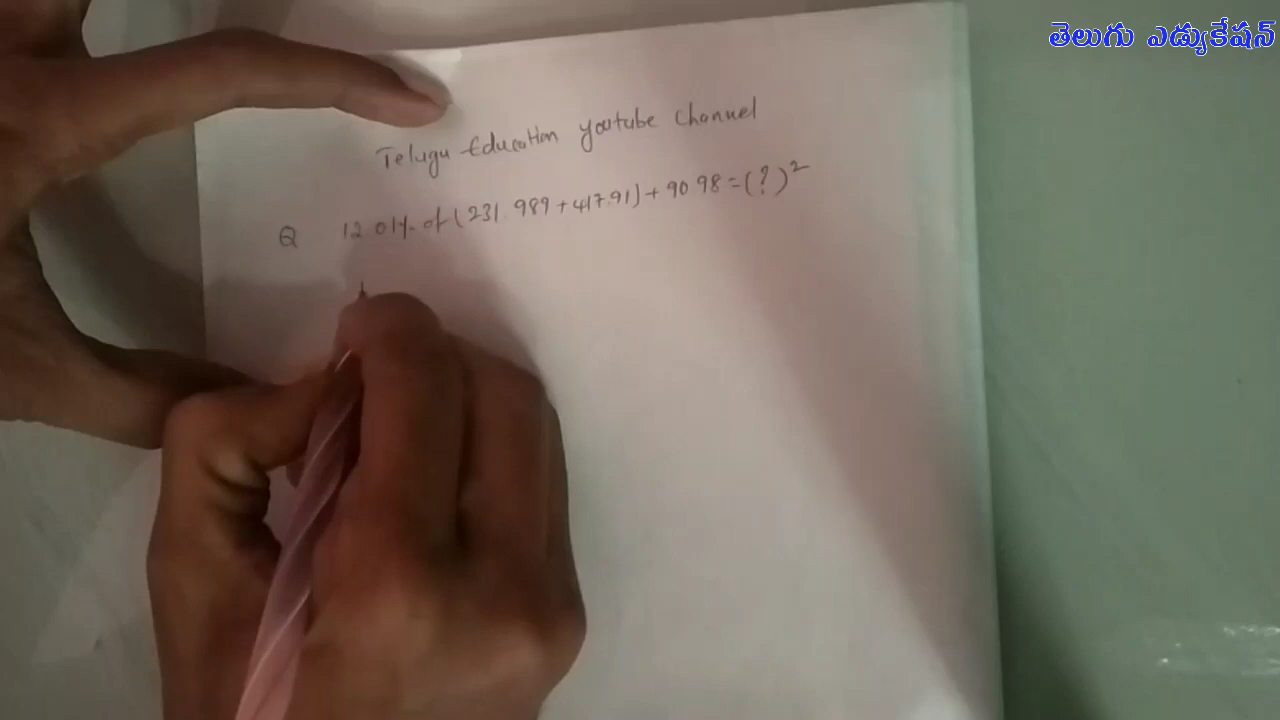 తెలుగు ఎడ్యుకేషన్
Telugu Education youtube channel
Q 12 01% of (231.989+417.91)+90 98=(?)²